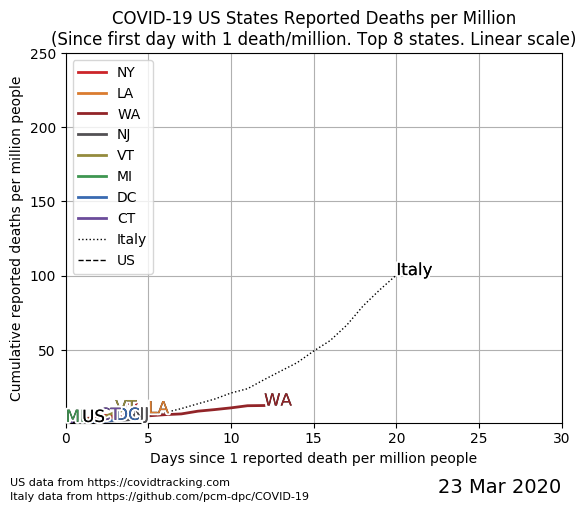 COVID-19 US States Reported Deaths per Million
(Since first day with 1 death/million. Top 8 states. Linear scale)
Cumulative reported deaths per million people
250
200
150
100
50
NY
LA
WA
NJ
VT
MI
DC
CT
Italy
US
Italy
WA
VT
LA
MI
US
CT
DC
NJ
0
5
10
15
20
25
30
Days since 1 reported death per million people
US data from https://covidtracking.com
Italy data from https://github.com/pcm-dpc/COVID-19
23 Mar 2020